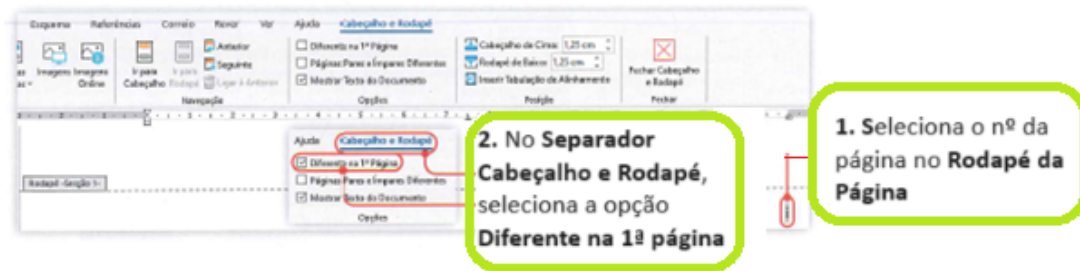 Esquema Referências Correio Rever Ver Ajuda Cabeçalho e Rodapé
Imagens Imagens Online
Ir para Cabeçalho
Ir para Rodapé
Anterior
Seguinte
Ligar à Anterior
Navegação
Diferente na 1ª Página
Páginas Pares e Ímpares Diferentes
Mostrar Texto do Documento
Opções
Cabeçalho de Cima: 1,25 cm
Rodapé de Baixo: 1,25 cm
Inserir Tabulação de Alinhamento
Posição
Fechar Cabeçalho
e Rodapé
Fechar
Ajuda Cabeçalho e Rodapé
Diferente na 1ª Página
Páginas Pares e Ímpares Diferentes
Mostrar Texto do Documento
Opções
Rodapé -Secção 1-
2. No Separador
Cabeçalho e Rodapé,
seleciona a opção
Diferente na 1ª página
1. Seleciona o nº da
página no Rodapé da
Página